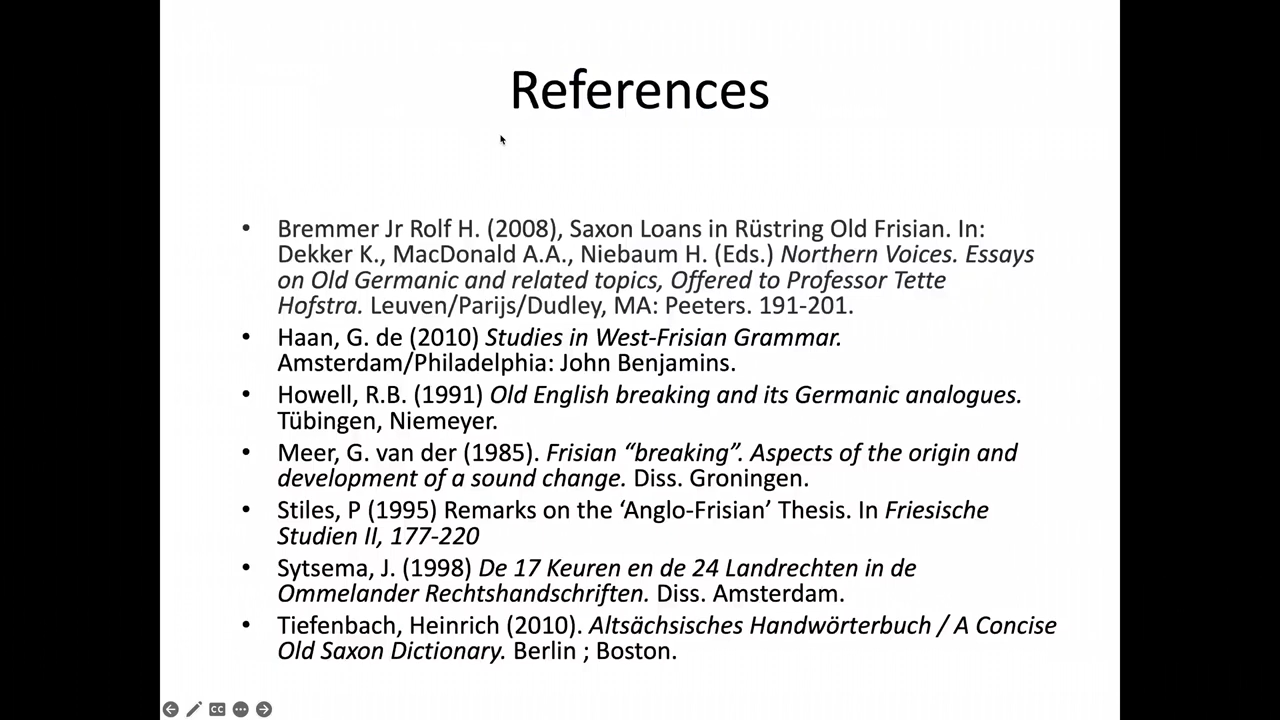 References
• Bremmer Jr Rolf H. (2008), Saxon Loans in Rüstring Old Frisian. In:
Dekker K., MacDonald A.A., Niebaum H. (Eds.) Northern Voices. Essays
on Old Germanic and related topics, Offered to Professor Tette
Hofstra. Leuven/Parijs/Dudley, MA: Peeters. 191-201.
• Haan, G. de (2010) Studies in West-Frisian Grammar.
Amsterdam/Philadelphia: John Benjamins.
• Howell, R.B. (1991) Old English breaking and its Germanic analogues.
Tübingen, Niemeyer.
• Meer, G. van der (1985). Frisian “breaking”. Aspects of the origin and
development of a sound change. Diss. Groningen.
• Stiles, P (1995) Remarks on the ‘Anglo-Frisian’ Thesis. In Friesische
Studien II, 177-220
• Sytsema, J. (1998) De 17 Keuren en de 24 Landrechten in de
Ommelander Rechtshandschriften. Diss. Amsterdam.
• Tiefenbach, Heinrich (2010). Altsächsisches Handwörterbuch / A Concise
Old Saxon Dictionary. Berlin ; Boston.
CC